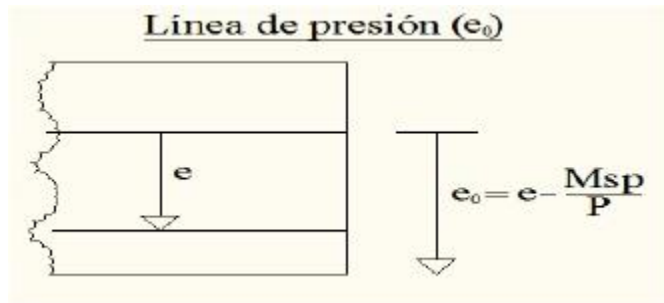 Línea de presión (e₀)
e
e₀ = e - Msp / P